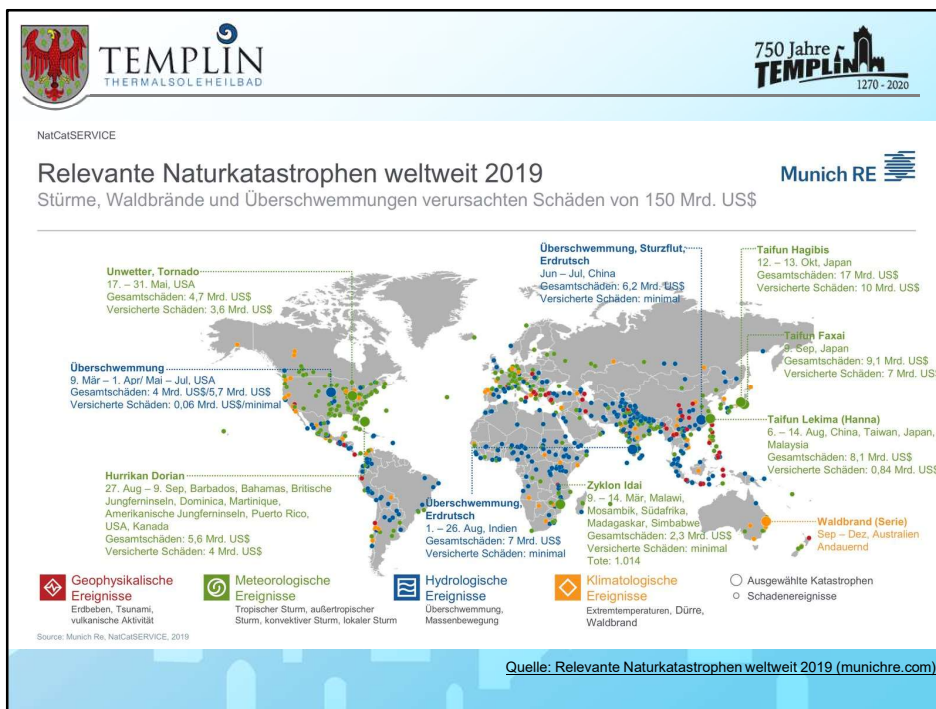 TEMPLIN
THERMALSOLEHEILBAD
750 Jahre
TEMPLIN
1270 - 2020
NatCatSERVICE
Relevante Naturkatastrophen weltweit 2019
Stürme, Waldbrände und Überschwemmungen verursachten Schäden von 150 Mrd. US$
Munich RE
Unwetter, Tornado
17. – 31. Mai, USA
Gesamtschäden: 4,7 Mrd. US$
Versicherte Schäden: 3,6 Mrd. US$
Überschwemmung, Sturzflut,
Erdrutsch
Jun – Jul, China
Gesamtschäden: 6,2 Mrd. US$
Versicherte Schäden: minimal
Taifun Hagibis
12. – 13. Okt, Japan
Gesamtschäden: 17 Mrd. US$
Versicherte Schäden: 10 Mrd. US$
Taifun Faxai
Sep, Japan
Gesamtschäden: 9,1 Mrd. US$
Versicherte Schäden: 7 Mrd. US$
Überschwemmung
9. Mär – 1. Apr/ Mai – Jul, USA
Gesamtschäden: 4 Mrd. US$/5,7 Mrd. US$
Versicherte Schäden: 0,06 Mrd. US$/minimal
Taifun Lekima (Hanna)
6. – 14. Aug, China, Taiwan, Japan,
Malaysia
Gesamtschäden: 8,1 Mrd. US$
Versicherte Schäden: 0,84 Mrd. US$
Hurrikan Dorian
27. Aug – 9. Sep, Barbados, Bahamas, Britische
Jungferninseln, Dominica, Martinique,
Amerikanische Jungferninseln, Puerto Rico,
USA, Kanada
Gesamtschäden: 5,6 Mrd. US$
Versicherte Schäden: 4 Mrd. US$
Überschwemmung,
Erdrutsch
1. – 26. Aug, Indien
Gesamtschäden: 7 Mrd. US$
Versicherte Schäden: minimal
Zyklon Idai
9. – 14. Mär, Malawi,
Mosambik, Südafrika,
Madagaskar, Simbabwe
Gesamtschäden: 2,3 Mrd. US$
Versicherte Schäden: minimal
Tote: 1.014
Waldbrand (Serie)
Sep – Dez, Australien
Andauernd
Geophysikalische
Ereignisse
Erdbeben, Tsunami,
vulkanische Aktivität
Meteorologische
Ereignisse
Tropischer Sturm, außertropischer
Sturm, konvektiver Sturm, lokaler Sturm
Hydrologische
Ereignisse
Überschwemmung,
Massenbewegung
Klimatologische
Ereignisse
Extremtemperaturen, Dürre,
Waldbrand
Ausgewählte Katastrophen
Schadenereignisse
Source: Munich Re, NatCatSERVICE, 2019
Quelle: Relevante Naturkatastrophen weltweit 2019 (munichre.com)